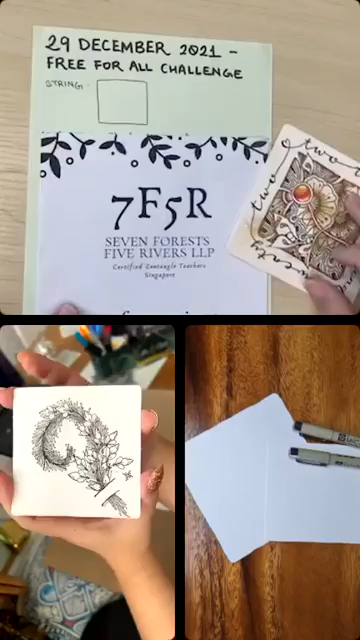 29 DECEMBER 2021 -
FREE FOR ALL CHALLENGE
STRING -
7F5R
SEVEN FORESTS
FIVE RIVERS LLP
Certified Zentangle Teachers
Singapore
two